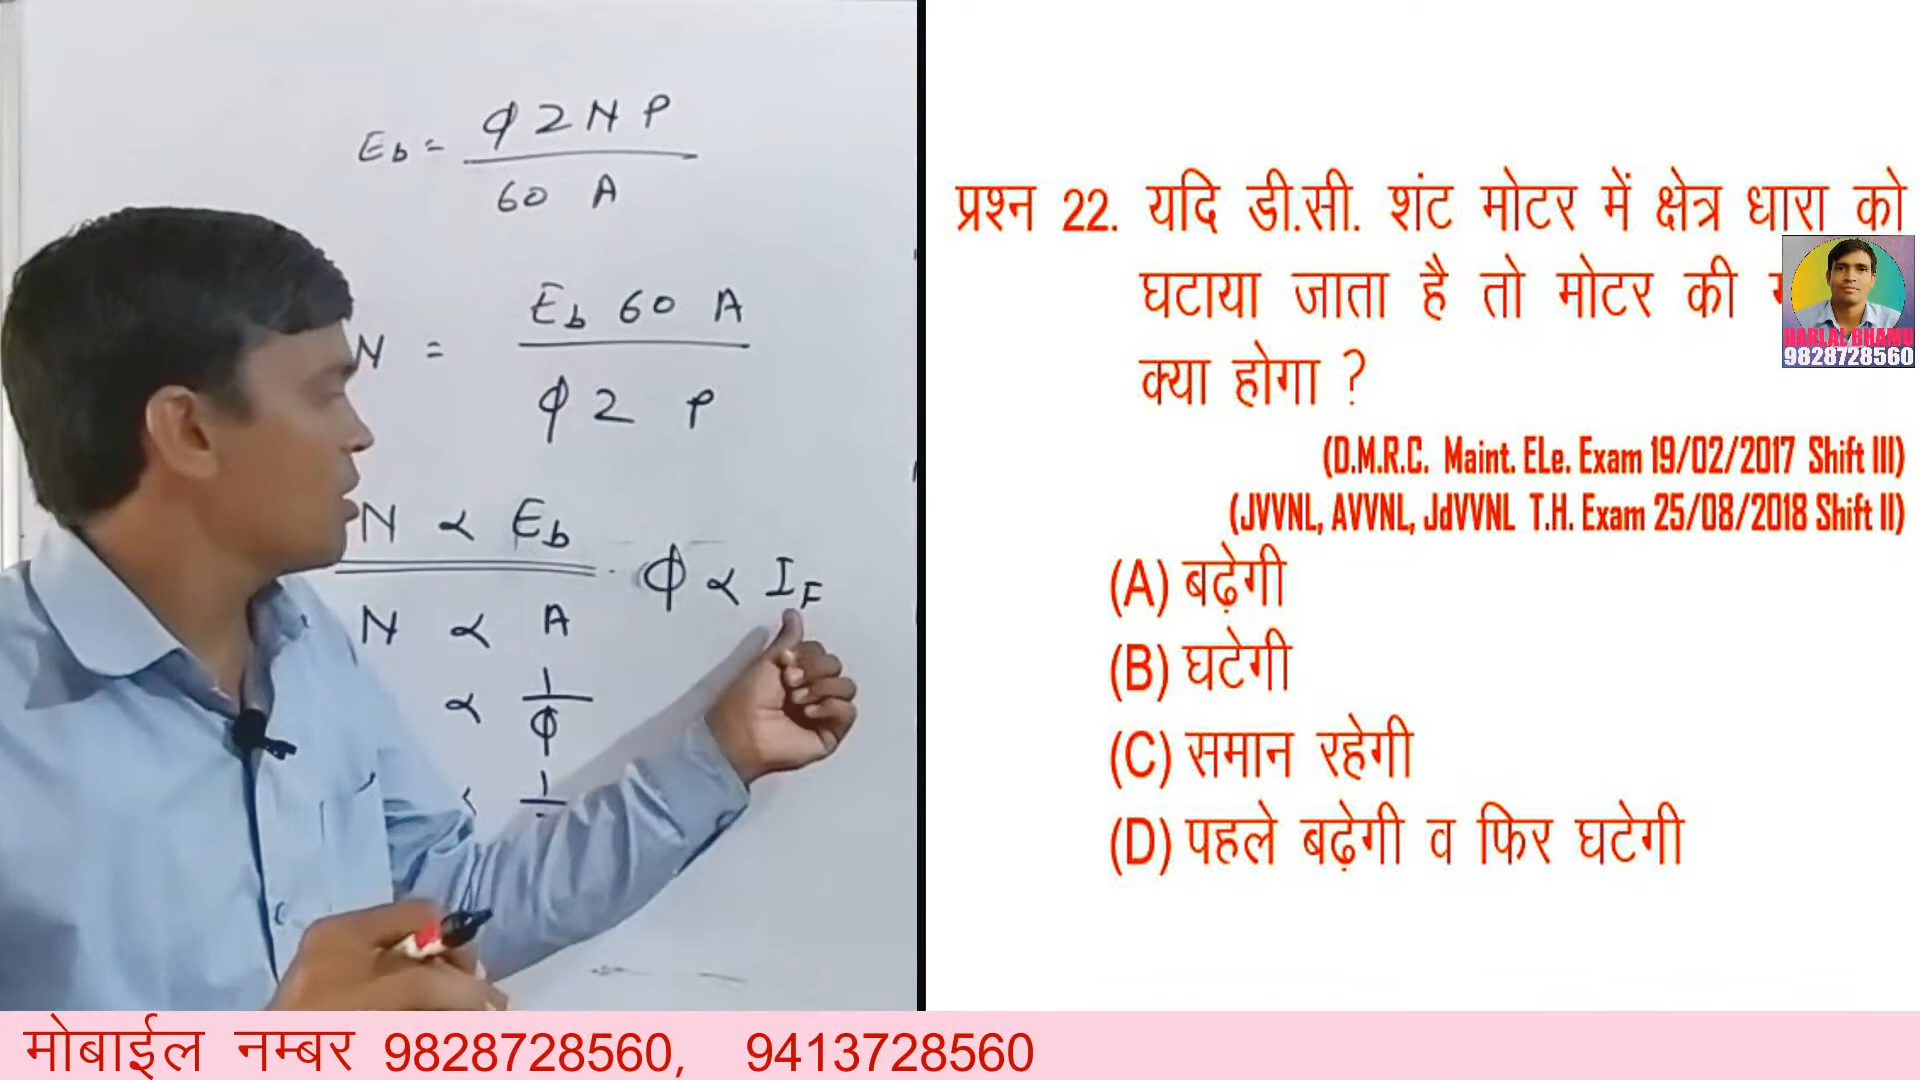 Eb = φ Z N P
60 A
N = Eb 60 A
φ Z P
N ∝ Eb
φ ∝ IF
N ∝ A
∝ 1
φ
1
प्रश्न 22. यदि डी.सी. शंट मोटर में क्षेत्र धारा को
घटाया जाता है तो मोटर की
क्या होगा ?
(D.M.R.C. Maint. ELe. Exam 19/02/2017 Shift III)
(JVVNL, AVVNL, JdVVNL T.H. Exam 25/08/2018 Shift II)
(A) बढ़ेगी
(B) घटेगी
(C) समान रहेगी
(D) पहले बढ़ेगी व फिर घटेगी
HARLAL BHAMU
9828728560
मोबाईल नम्बर 9828728560, 9413728560